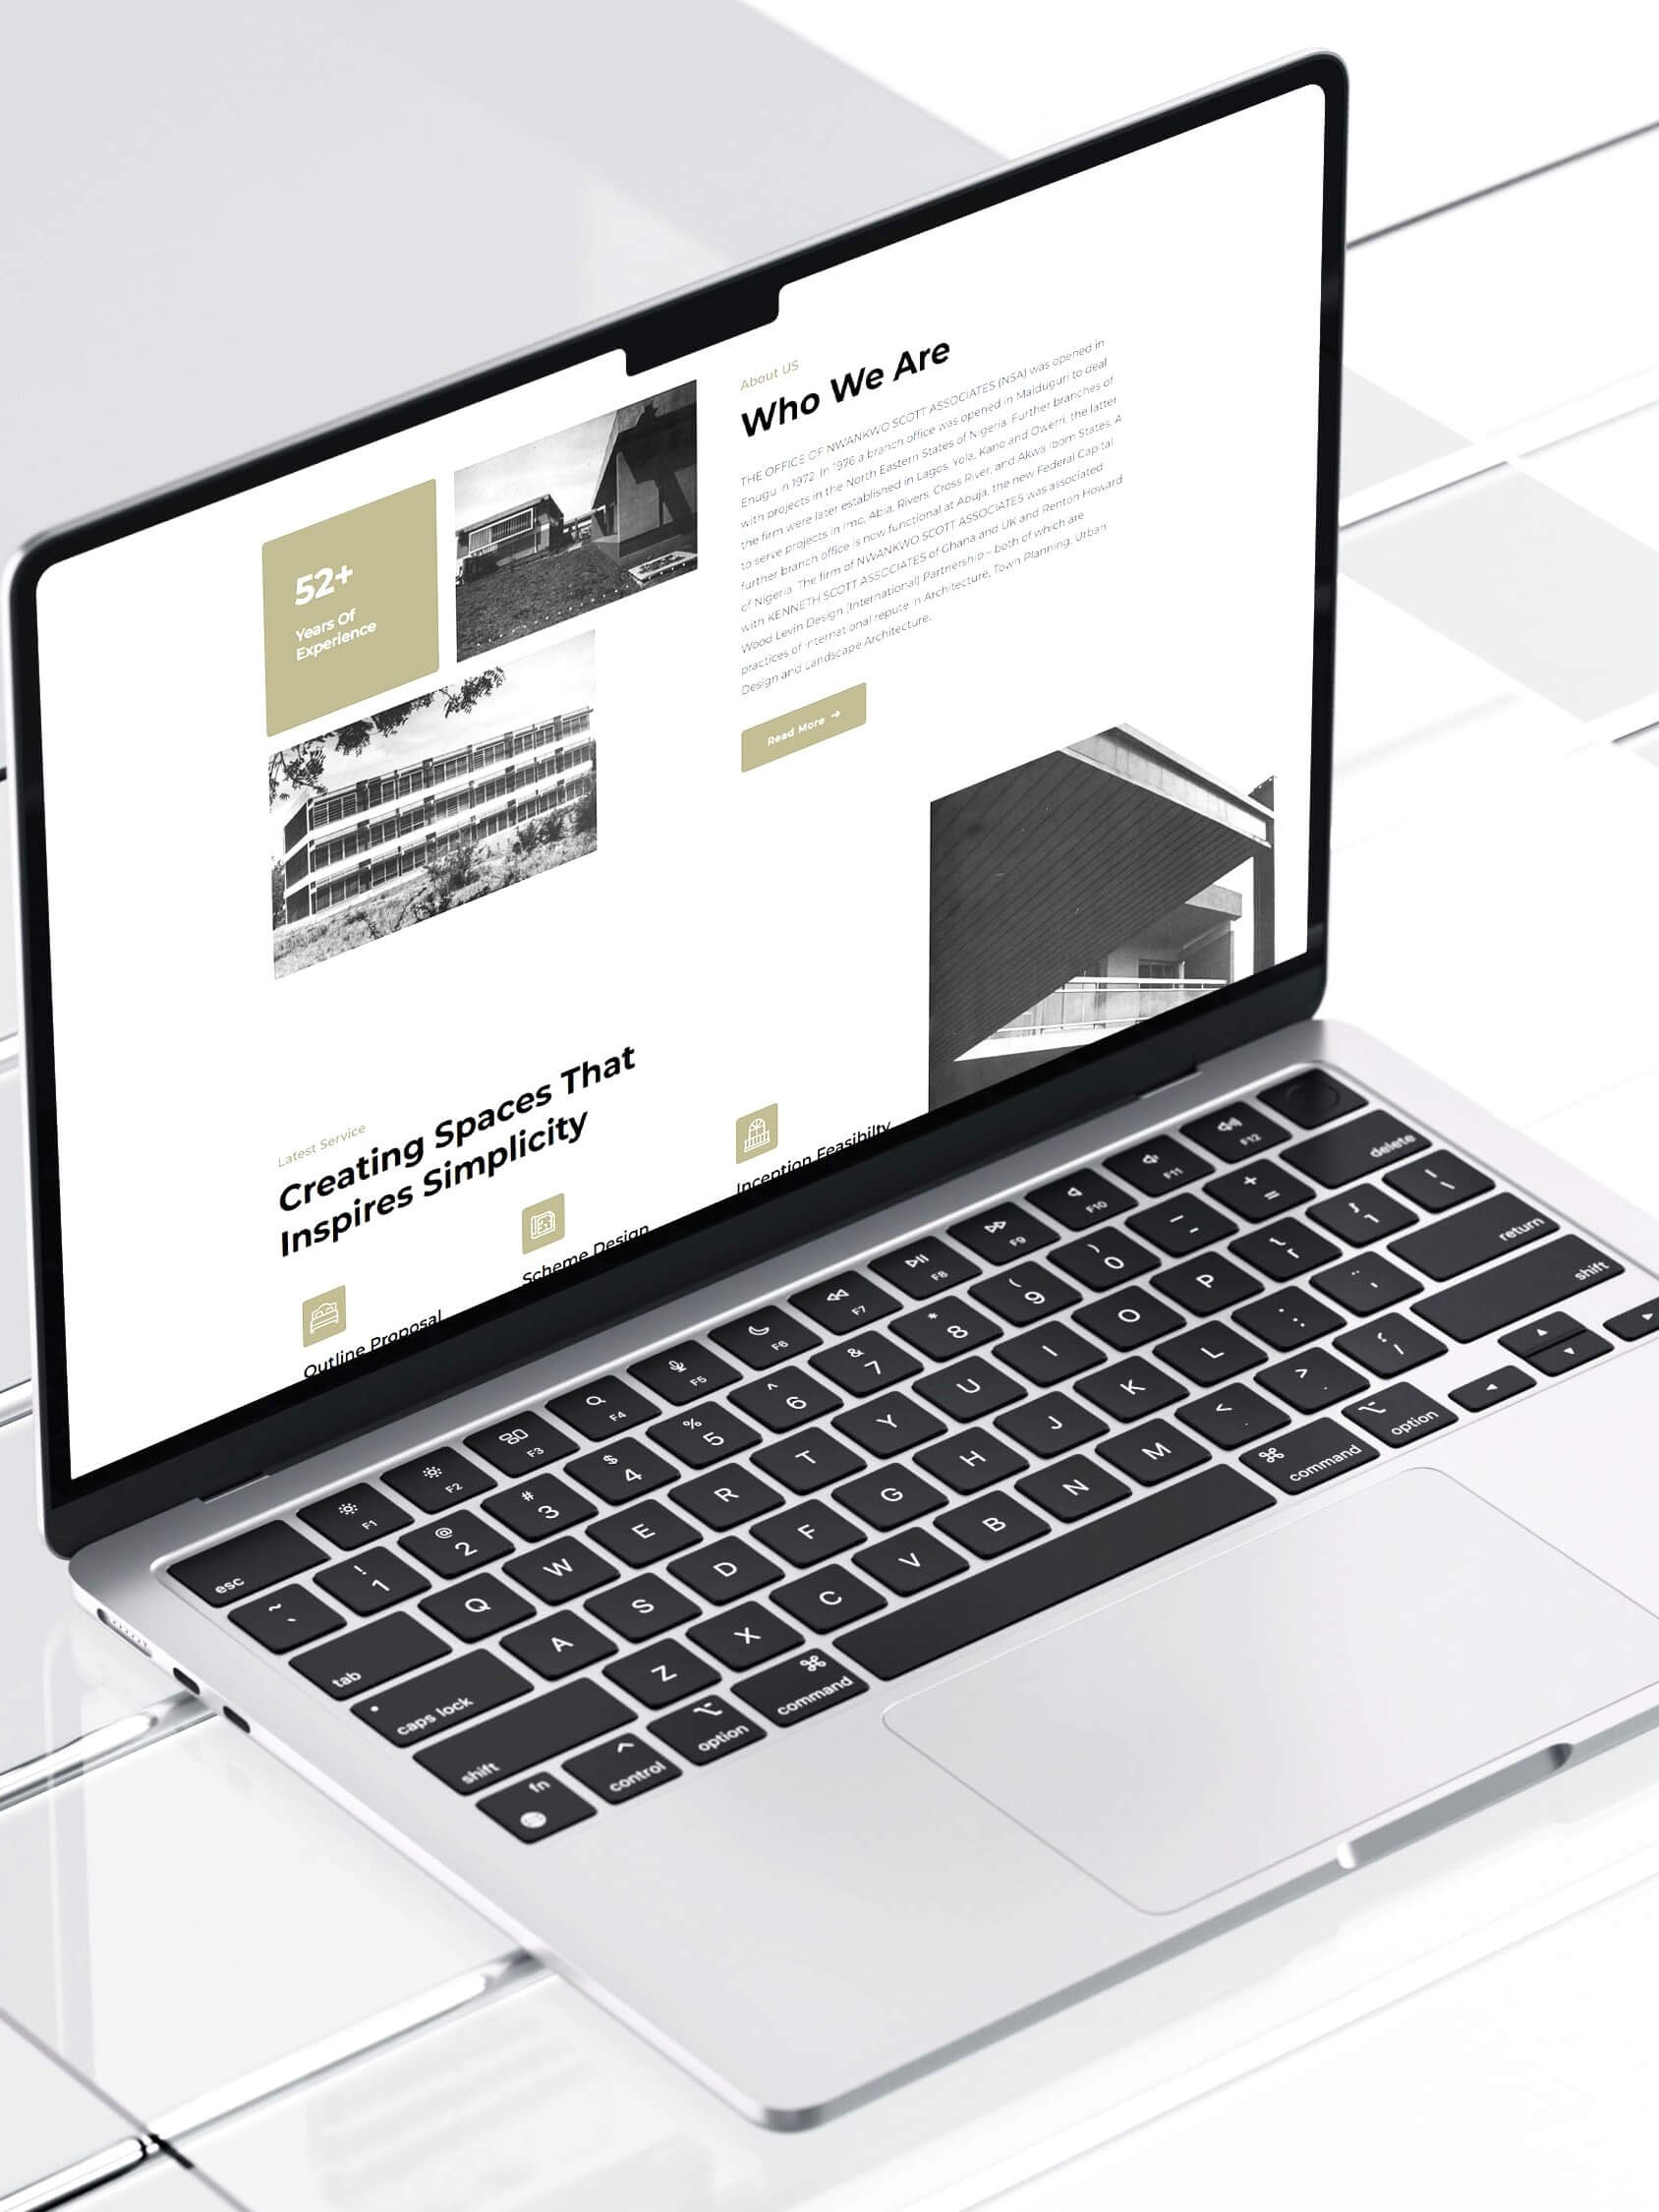 52+
Years Of
Experience
About US
Who We Are
THE OFFICE OF NWANKWO SCOTT ASSOCIATES (NSA) was opened in
Enugu in 1972. In 1976 a branch office was opened in Maiduguri to deal
with projects in the North Eastern States of Nigeria. Further branches of
the firm were later established in Lagos, Yola, Kano and Owerri, the latter
to serve projects in Imo, Abia, Rivers, Cross River, and Akwa Ibom States. A
further branch office is now functional at Abuja, the new Federal Capital
of Nigeria. The firm of NWANKWO SCOTT ASSOCIATES was associated
with KENNETH SCOTT ASSOCIATES of Ghana and UK and Renton Howard
Wood Levin Design (International) Partnership – both of which are
practices of international repute in Architecture, Town Planning, Urban
Design and Landscape Architecture.
Read More →
Latest Service
Creating Spaces That
Inspires Simplicity
Outline Proposal
Scheme Design
Inception Feasibilty
esc F1 F2 F3 F4 F5 F6 F7 F8 F9 F10 F11 F12
~ ` ! 1 @ 2 # 3 $ 4 % 5 ^ 6 & 7 * 8 ( 9 ) 0 — – + = delete
tab Q W E R T Y U I O P
caps lock A S D F G H J K L : ; return
shift Z X C V B N M < > . shift
fn control option command command option